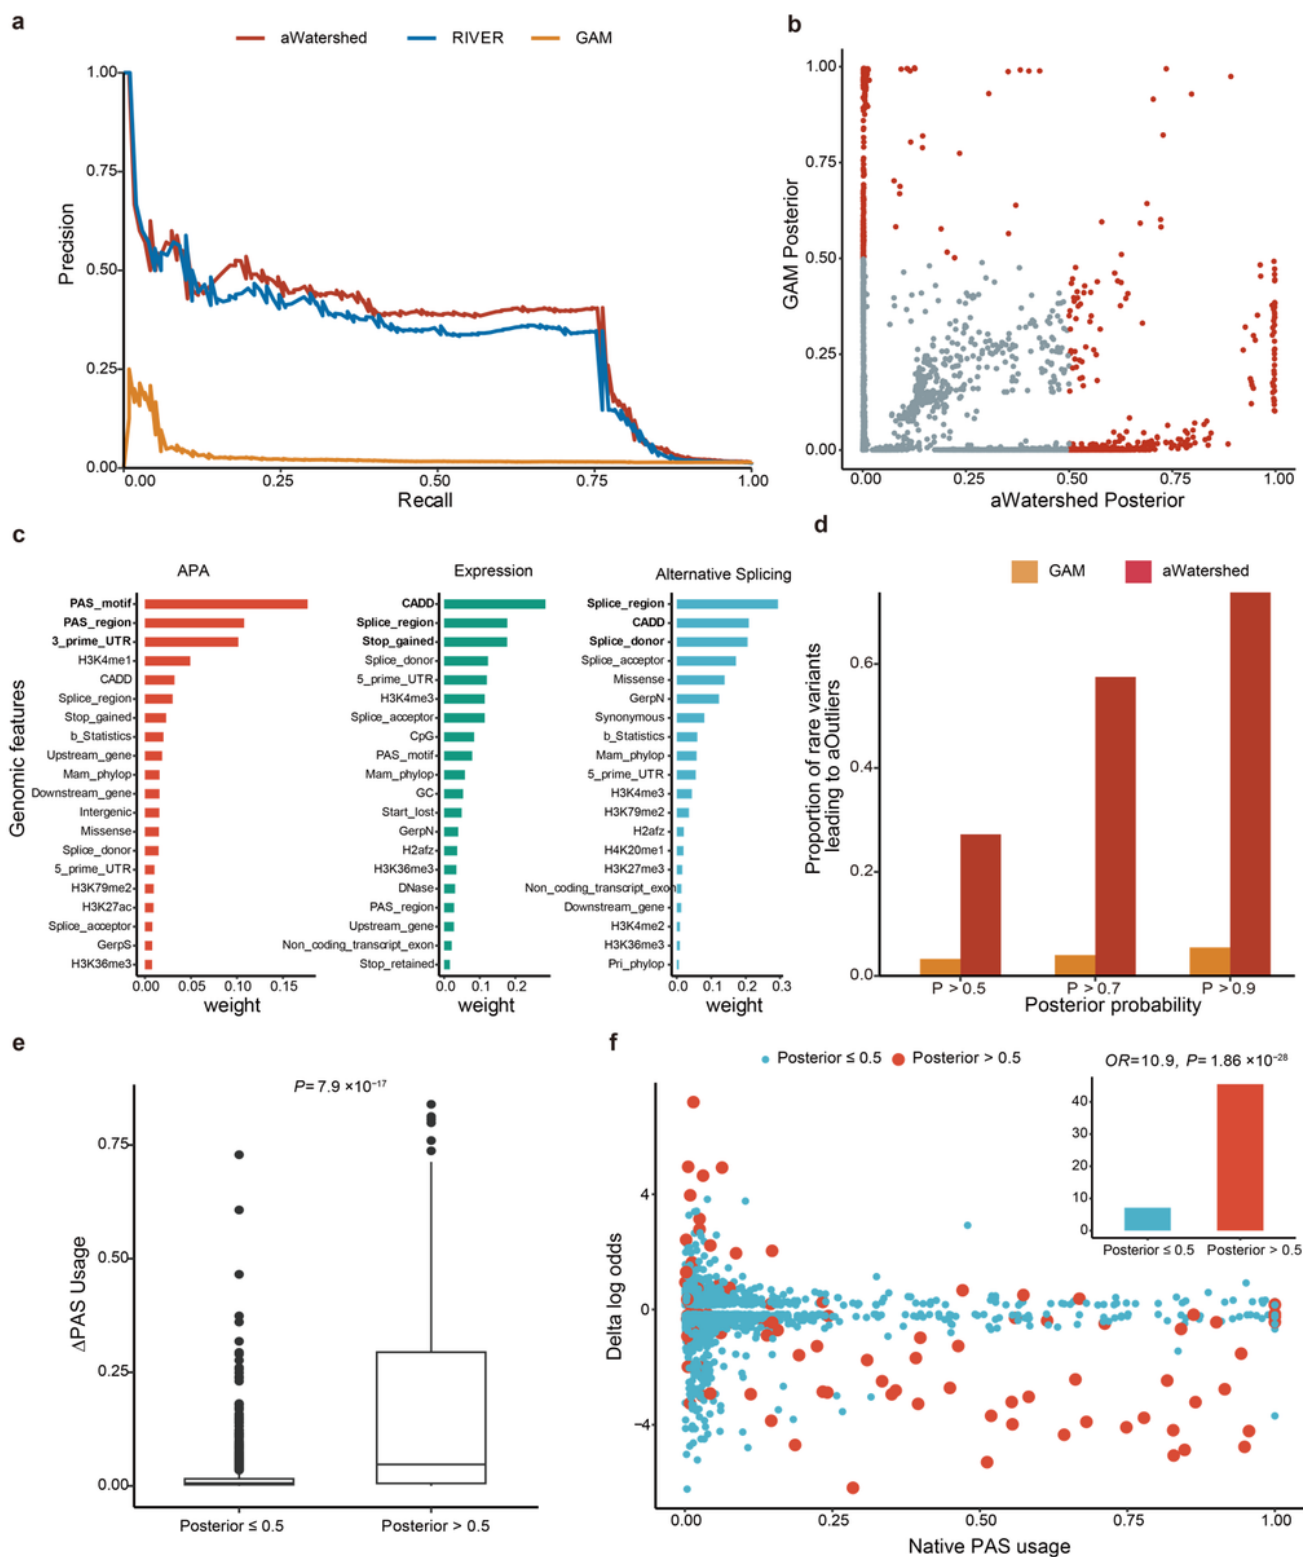 a
aWatershed RIVER GAM
1.00
0.75
0.50
0.25
0.00
Precision
0.00 0.25 0.50 0.75 1.00
Recall
b
1.00
0.75
0.50
0.25
0.00
GAM Posterior
0.00 0.25 0.50 0.75 1.00
aWatershed Posterior
c
Genomic features
APA
PAS_motif
PAS_region
3_prime_UTR
H3K4me1
CADD
Splice_region
Stop_gained
b_Statistics
Upstream_gene
Mam_phylop
Downstream_gene
Intergenic
Missense
Splice_donor
5_prime_UTR
H3K79me2
H3K27ac
Splice_acceptor
GerpS
H3K36me3
0.00 0.05 0.10 0.15
weight
Expression
CADD
Splice_region
Stop_gained
Splice_donor
5_prime_UTR
H3K4me3
Splice_acceptor
CpG
PAS_motif
Mam_phylop
GC
Start_lost
GerpN
H2afz
H3K36me3
DNase
PAS_region
Upstream_gene
Non_coding_transcript_exon
Stop_retained
0.0 0.1 0.2
weight
Alternative Splicing
Splice_region
CADD
Splice_donor
Splice_acceptor
Missense
GerpN
Synonymous
b_Statistics
Mam_phylop
5_prime_UTR
H3K4me3
H3K79me2
H2afz
H4K20me1
H3K27me3
Non_coding_transcript_exon
Downstream_gene
H3K4me2
H3K36me3
Pri_phylop
0.0 0.1 0.2 0.3
weight
d
GAM aWatershed
Proportion of rare variants
leading to aOutliers
0.6
0.4
0.2
0.0
P > 0.5 P > 0.7 P > 0.9
Posterior probability
e
P= 7.9 ×10⁻¹⁷
ΔPAS Usage
0.75
0.50
0.25
0.00
Posterior ≤ 0.5 Posterior > 0.5
f
Posterior ≤ 0.5 Posterior > 0.5
OR=10.9, P= 1.86 ×10⁻²⁸
40
30
20
10
0
Posterior ≤ 0.5 Posterior > 0.5
Delta log odds
4
0
−4
0.00 0.25 0.50 0.75 1.00
Native PAS usage